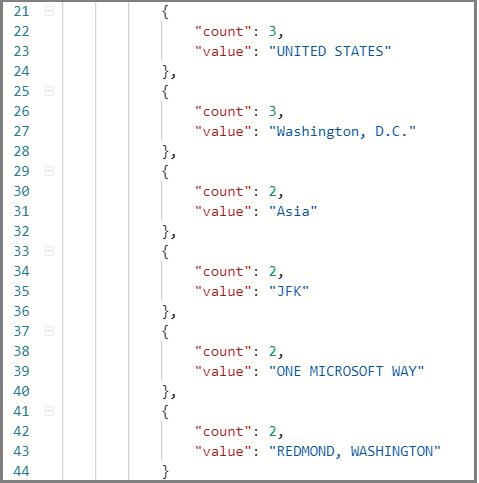 21 {
22 "count": 3,
23 "value": "UNITED STATES"
24 },
25 {
26 "count": 3,
27 "value": "Washington, D.C."
28 },
29 {
30 "count": 2,
31 "value": "Asia"
32 },
33 {
34 "count": 2,
35 "value": "JFK"
36 },
37 {
38 "count": 2,
39 "value": "ONE MICROSOFT WAY"
40 },
41 {
42 "count": 2,
43 "value": "REDMOND, WASHINGTON"
44 }